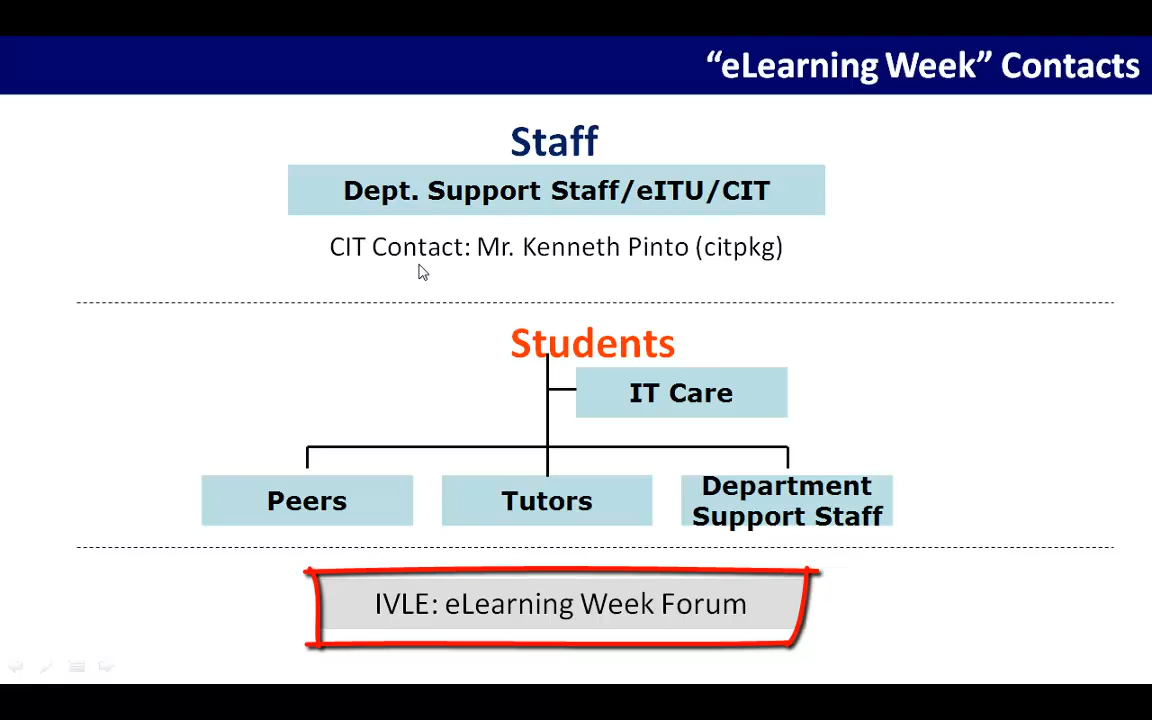 “eLearning Week” Contacts
Staff
Dept. Support Staff/eITU/CIT
CIT Contact: Mr. Kenneth Pinto (citpkg)
Students
IT Care
Peers
Tutors
Department
Support Staff
IVLE: eLearning Week Forum